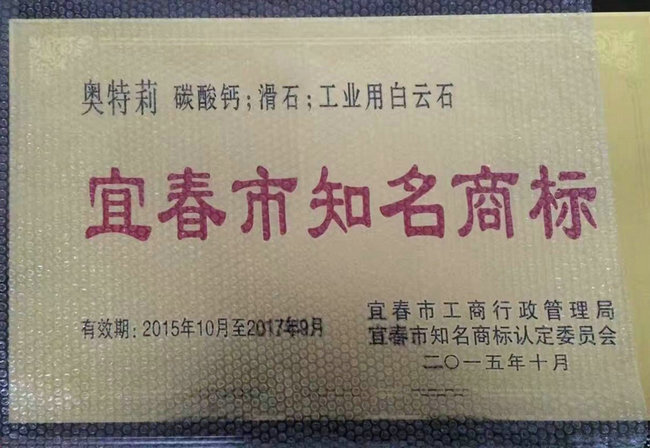 奥特莉 碳酸钙;滑石;工业用白云石
宜春市知名商标
有效期:2015年10月至2017年9月
宜春市工商行政管理局
宜春市知名商标认定委员会
二〇一五年十月